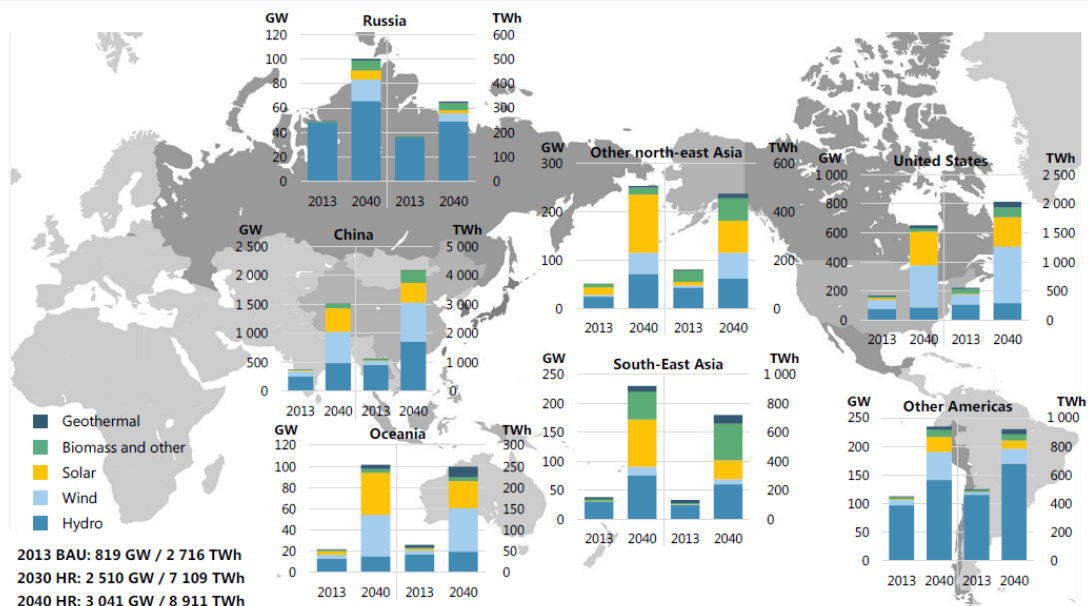 GW Russia TWh
120 600
100 500
80 400
60 300
40 200
20 100
0 0
2013 2040 2013 2040
GW Other north-east Asia TWh
300 600
200 400
100 200
0 0
2013 2040 2013 2040
GW United States TWh
1 000 2 500
800 2 000
600 1 500
400 1 000
200 500
0 0
2013 2040 2013 2040
GW China TWh
2 500 5 000
2 000 4 000
1 500 3 000
1 000 2 000
500 1 000
0 0
2013 2040 2013 2040
South-East Asia
GW TWh
250 1 000
200 800
150 600
100 400
50 200
0 0
2013 2040 2013 2040
Other Americas
GW TWh
250 1 000
200 800
150 600
100 400
50 200
0 0
2013 2040 2013 2040
Geothermal
Biomass and other
Solar
Wind
Hydro
GW Oceania TWh
120 300
100 250
80 200
60 150
40 100
20 50
0 0
2013 2040 2013 2040
2013 BAU: 819 GW / 2 716 TWh
2030 HR: 2 510 GW / 7 109 TWh
2040 HR: 3 041 GW / 8 911 TWh